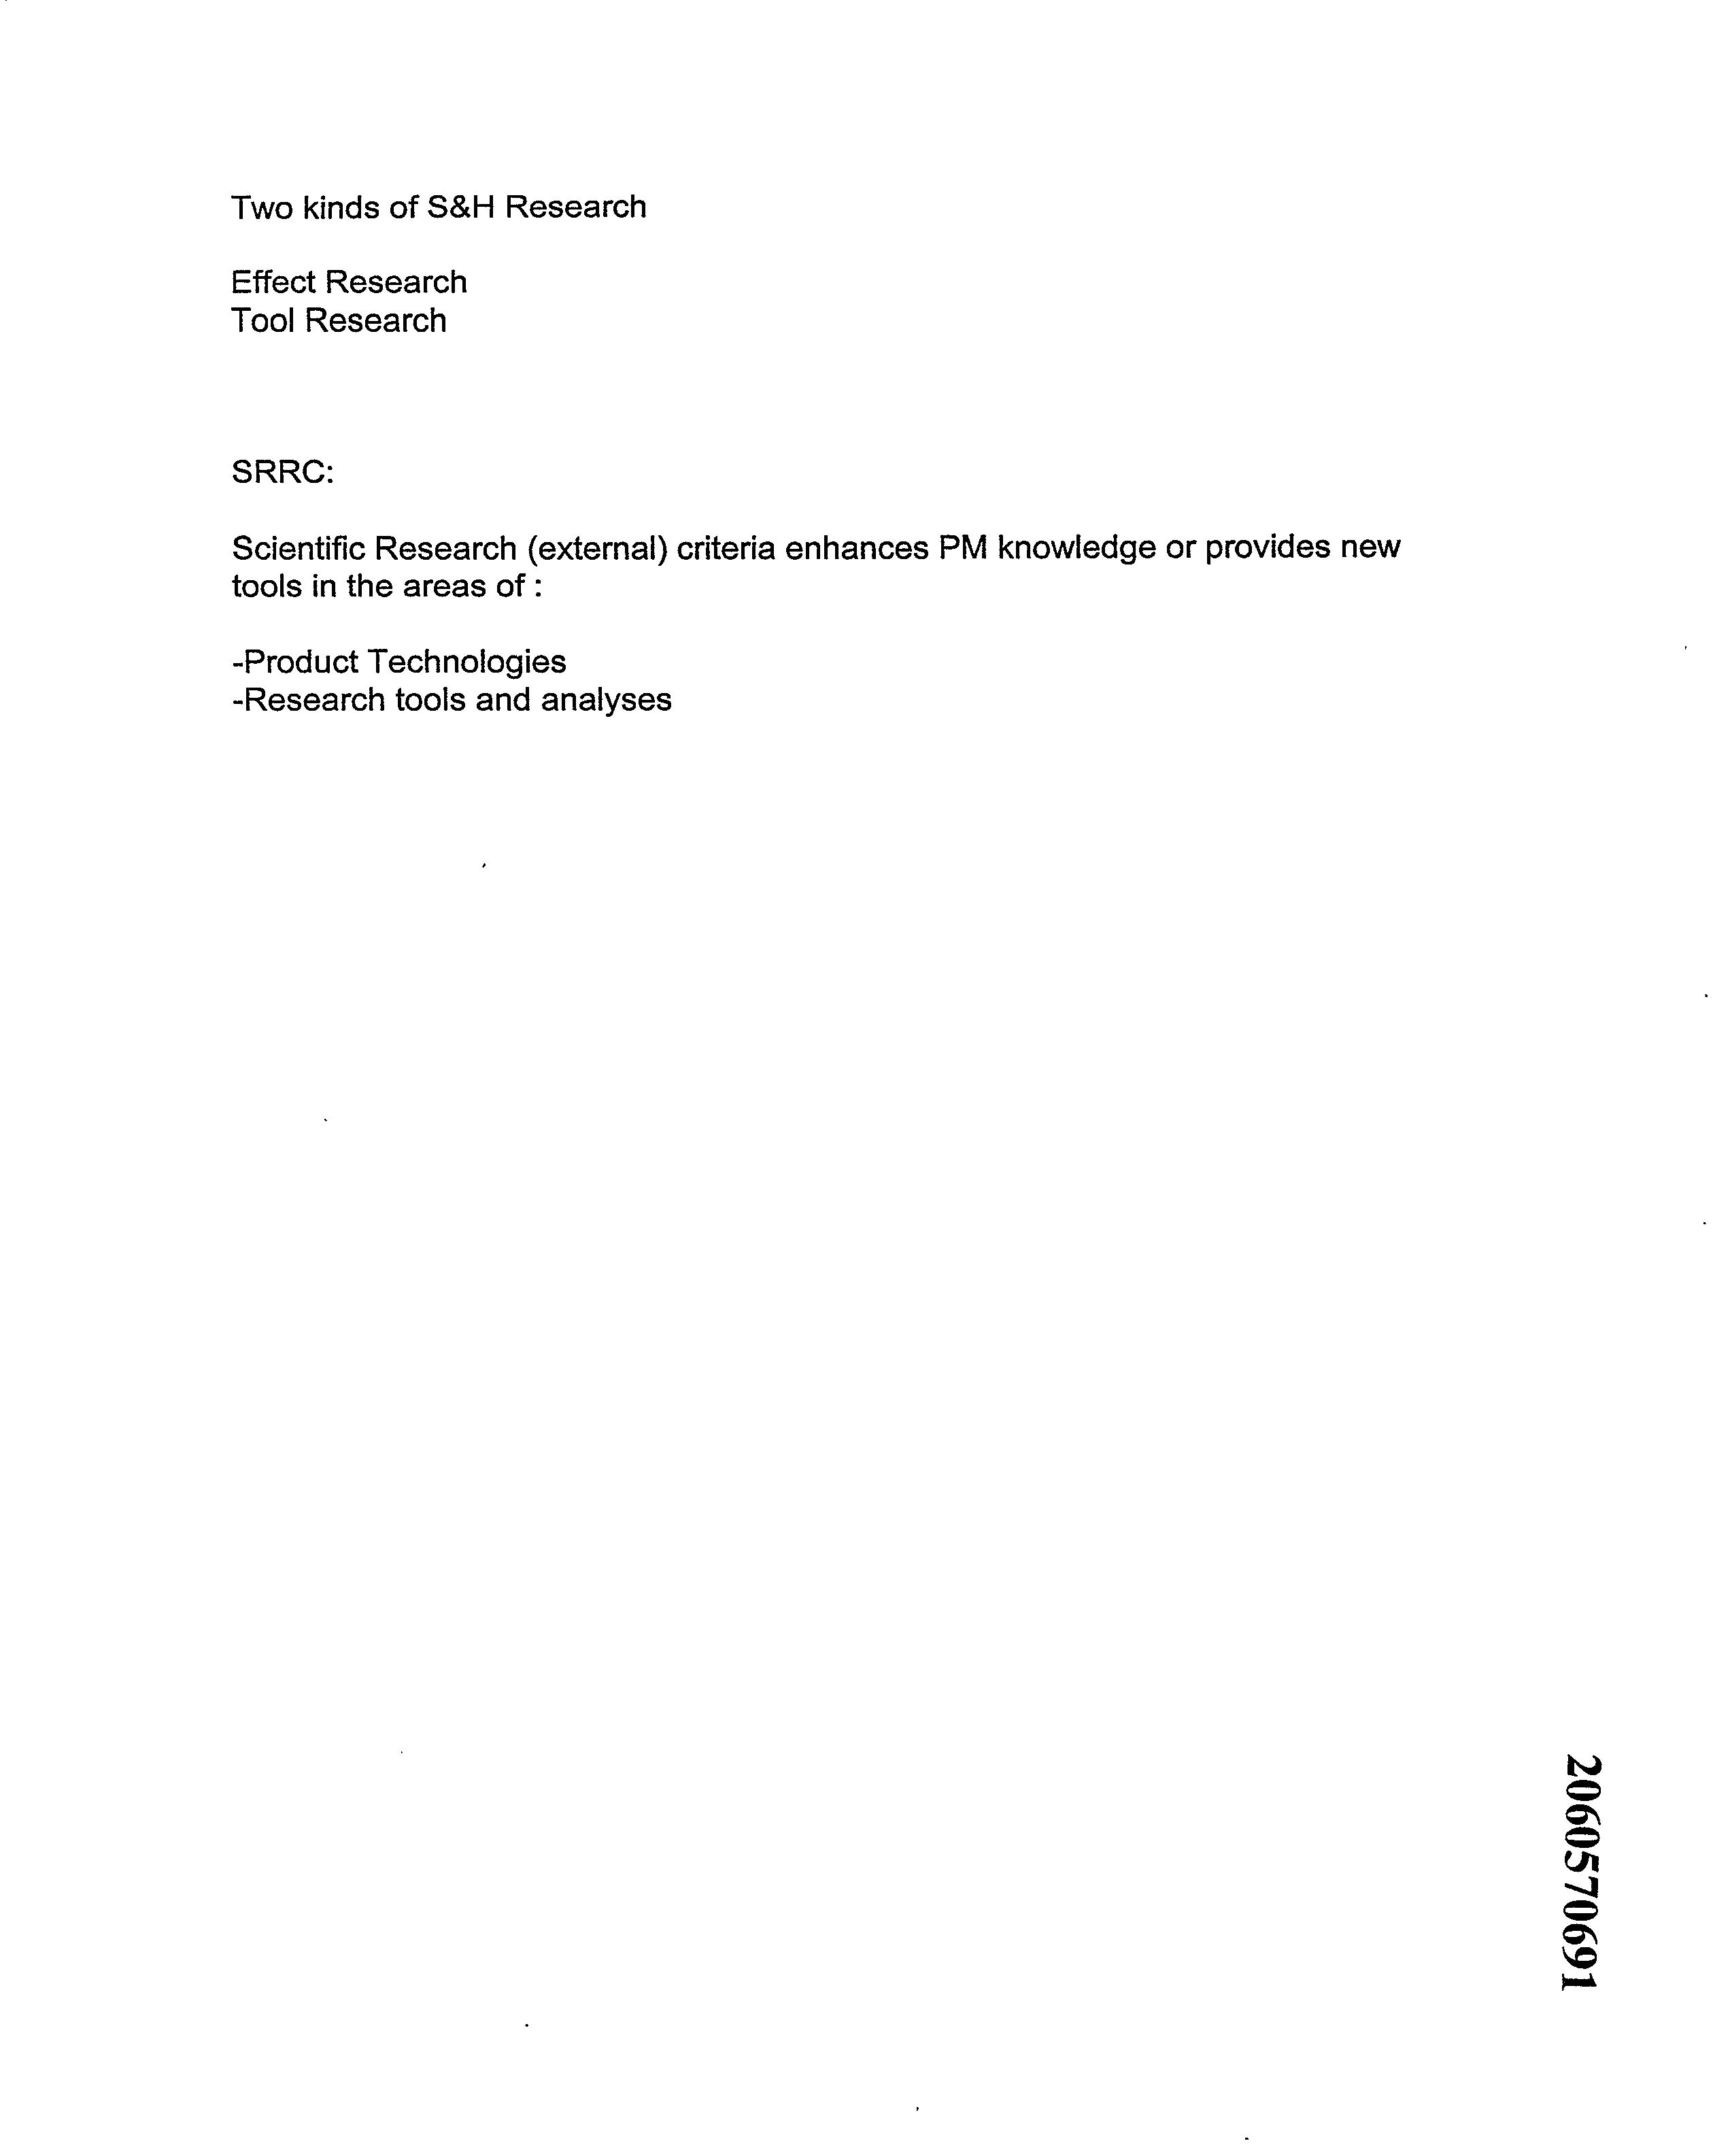 Two kinds of S&H Research
Effect Research
Tool Research
SRRC:
Scientific Research (external) criteria enhances PM knowledge or provides new
tools in the areas of :
-Product Technologies
-Research tools and analyses
2060570691